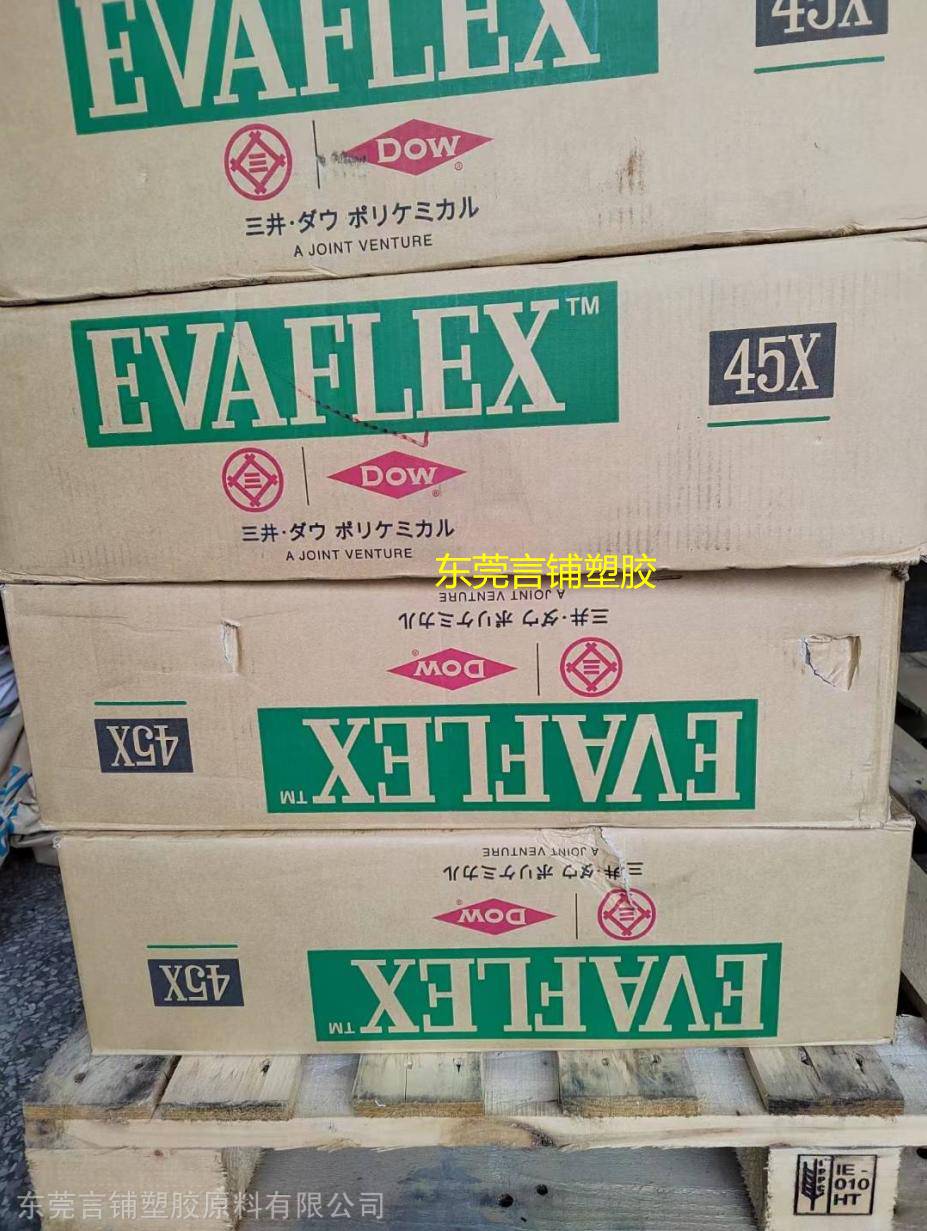 EVAFLEX
45X
DOW
三井・ダウ ポリケミカル
A JOINT VENTURE
EVAFLEX™
45X
DOW
三井・ダウ ポリケミカル
A JOINT VENTURE
东莞言铺塑胶
A JOINT VENTURE
三井・ダウ ポリケミカル
DOW
45X
EVAFLEX™
A JOINT VENTURE
三井・ダウ ポリケミカル
DOW
45X
EVAFLEX™
IE-
010
HT
东莞言铺塑胶原料有限公司